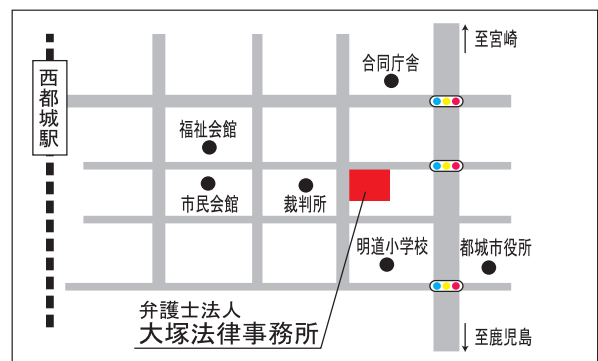 至宮崎
合同庁舎
西都城駅
福祉会館
市民会館
裁判所
明道小学校
都城市役所
弁護士法人
大塚法律事務所
至鹿児島